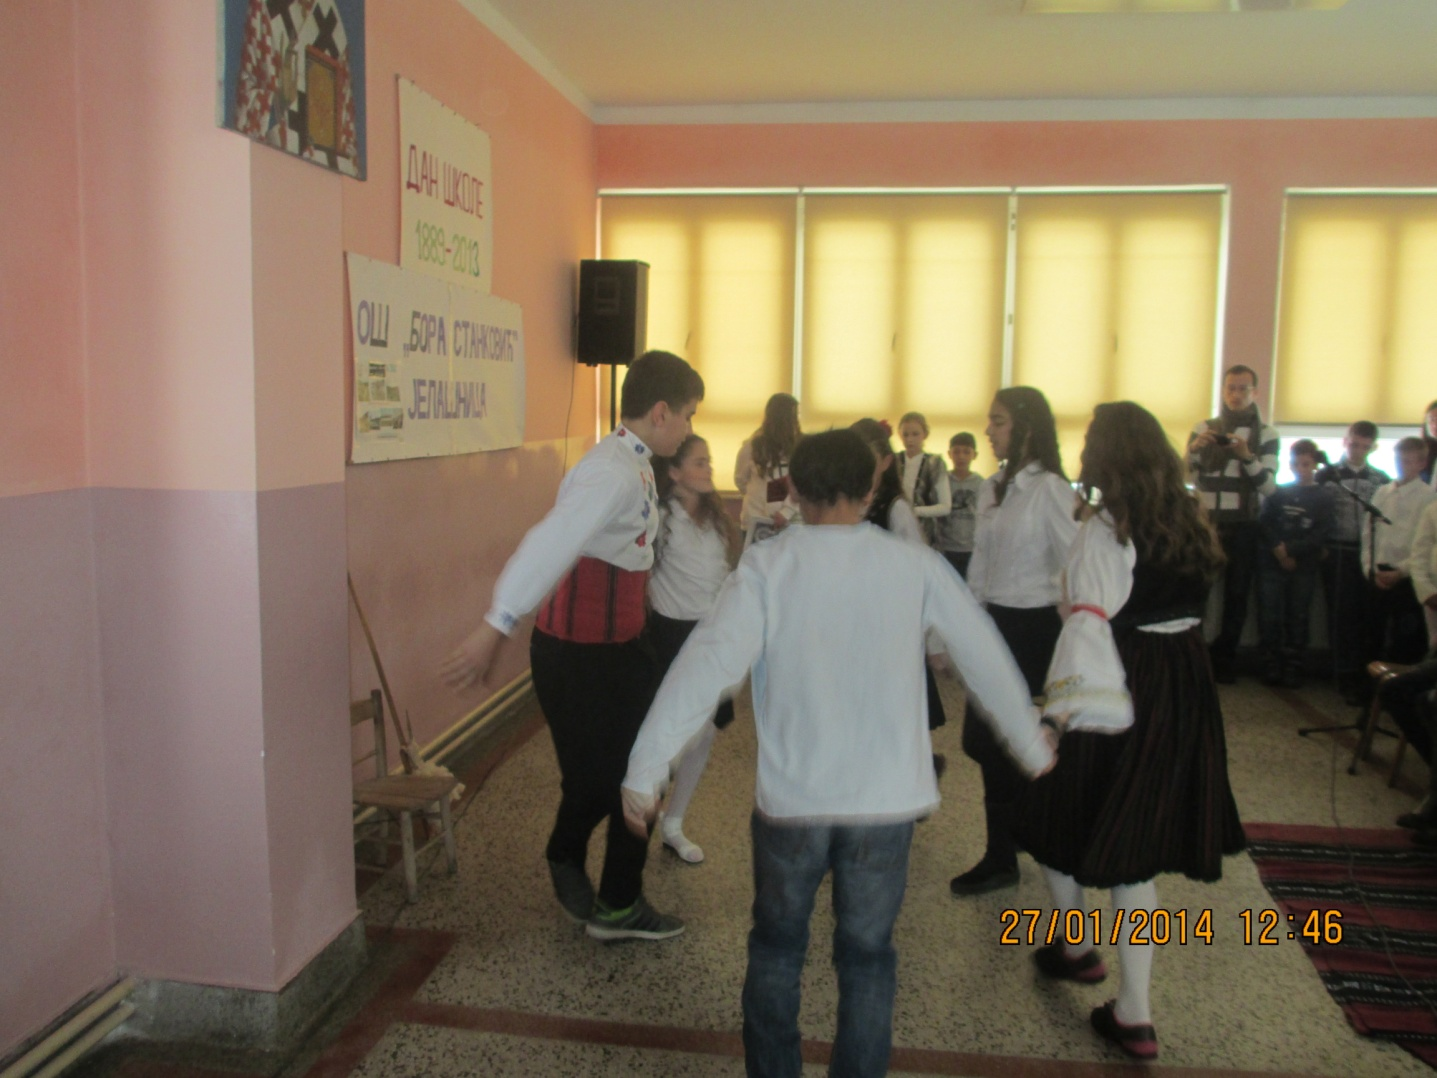 ДАН ШКОЛЕ
1889-2013
ОШ „БОРА СТАНКОВИЋ"
ЈЕЛАШНИЦА
27/01/2014 12:46